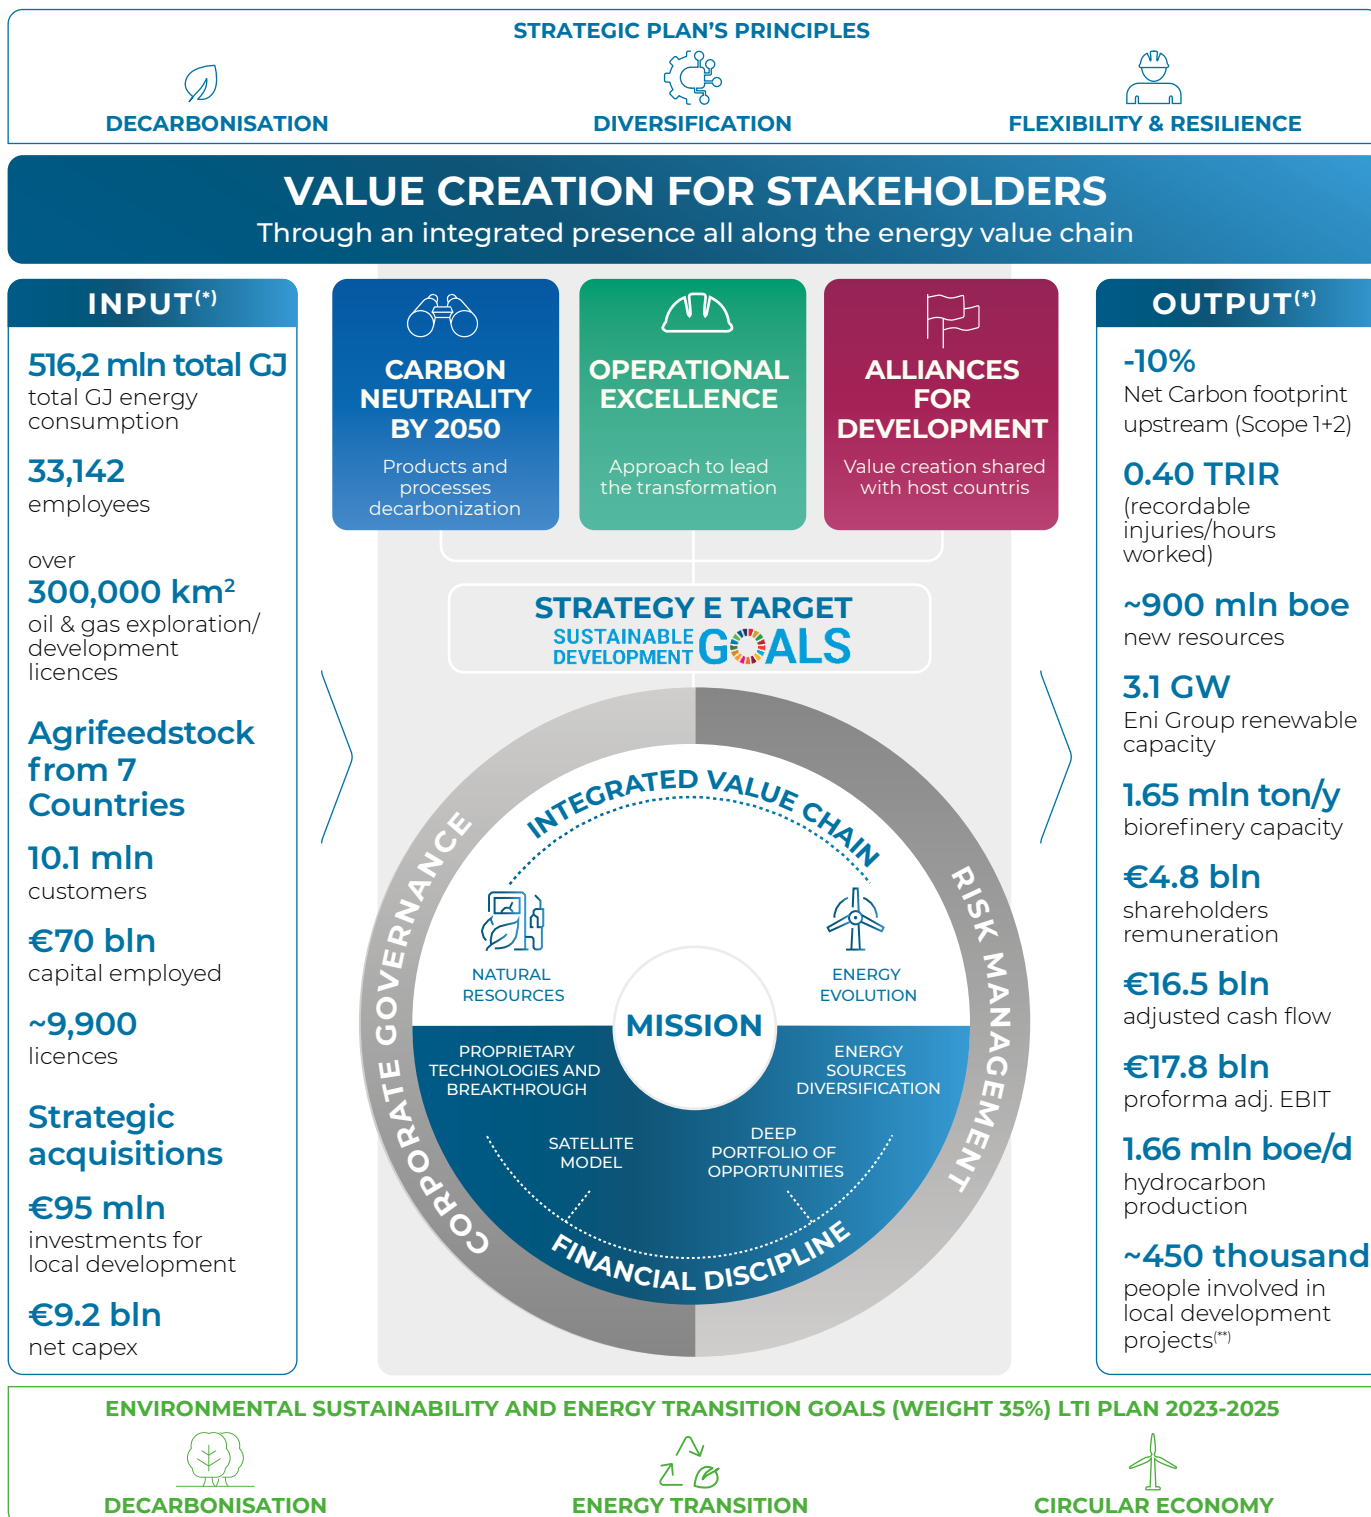 STRATEGIC PLAN'S PRINCIPLES
DECARBONISATION
DIVERSIFICATION
FLEXIBILITY & RESILIENCE
VALUE CREATION FOR STAKEHOLDERS
Through an integrated presence all along the energy value chain
INPUT(*)
516,2 mln total GJ
total GJ energy
consumption
33,142
employees
over
300,000 km²
oil & gas exploration/
development
licences
Agrifeedstock
from 7
Countries
10.1 mln
customers
€70 bln
capital employed
~9,900
licences
Strategic
acquisitions
€95 mln
investments for
local development
€9.2 bln
net capex
CARBON
NEUTRALITY
BY 2050
Products and
processes
decarbonization
OPERATIONAL
EXCELLENCE
Approach to lead
the transformation
ALLIANCES
FOR
DEVELOPMENT
Value creation shared
with host countris
STRATEGY E TARGET
SUSTAINABLE
DEVELOPMENT
GOALS
CORPORATE GOVERNANCE
RISK MANAGEMENT
INTEGRATED VALUE CHAIN
NATURAL
RESOURCES
ENERGY
EVOLUTION
MISSION
PROPRIETARY
TECHNOLOGIES AND
BREAKTHROUGH
ENERGY
SOURCES
DIVERSIFICATION
SATELLITE
MODEL
DEEP
PORTFOLIO OF
OPPORTUNITIES
FINANCIAL DISCIPLINE
OUTPUT(*)
-10%
Net Carbon footprint
upstream (Scope 1+2)
0.40 TRIR
(recordable
injuries/hours
worked)
~900 mln boe
new resources
3.1 GW
Eni Group renewable
capacity
1.65 mln ton/y
biorefinery capacity
€4.8 bln
shareholders
remuneration
€16.5 bln
adjusted cash flow
€17.8 bln
proforma adj. EBIT
1.66 mln boe/d
hydrocarbon
production
~450 thousand
people involved in
local development
projects(**)
ENVIRONMENTAL SUSTAINABILITY AND ENERGY TRANSITION GOALS (WEIGHT 35%) LTI PLAN 2023-2025
DECARBONISATION
ENERGY TRANSITION
CIRCULAR ECONOMY